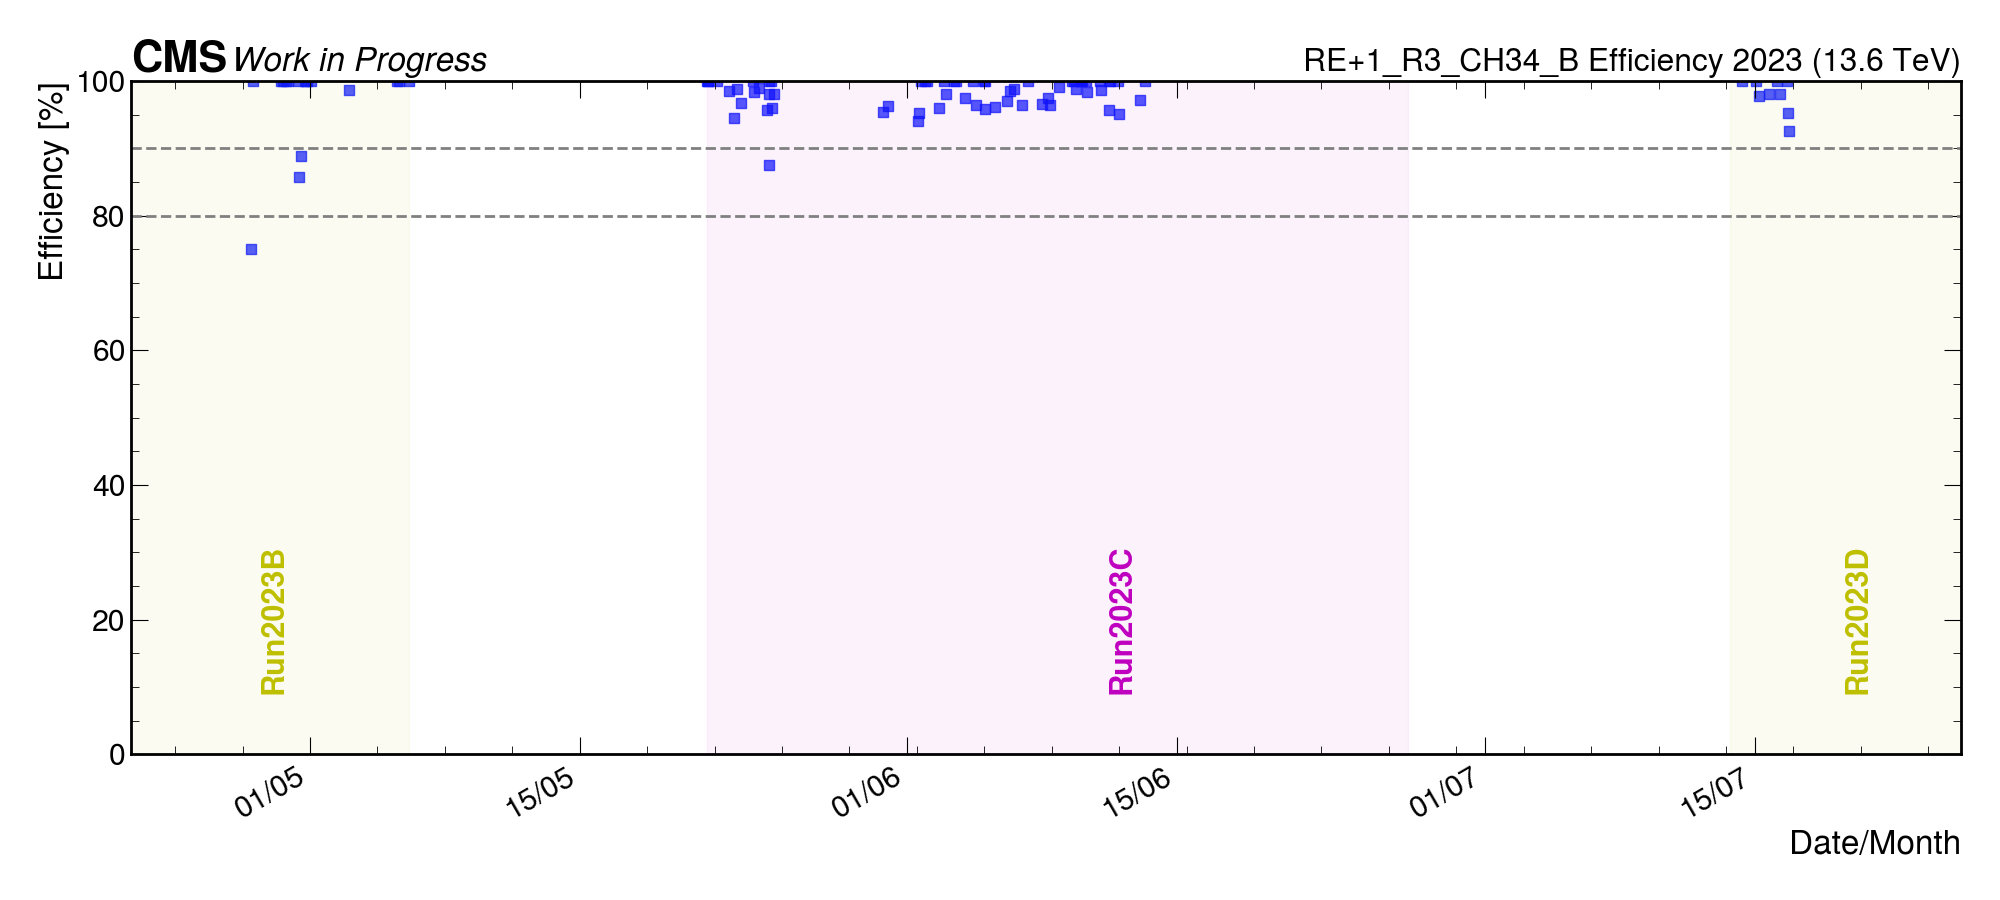 CMS Work in Progress
RE+1_R3_CH34_B Efficiency 2023 (13.6 TeV)
Efficiency [%]
100
80
60
40
20
0
Run2023B
Run2023C
Run2023D
01/05
15/05
01/06
15/06
01/07
15/07
Date/Month